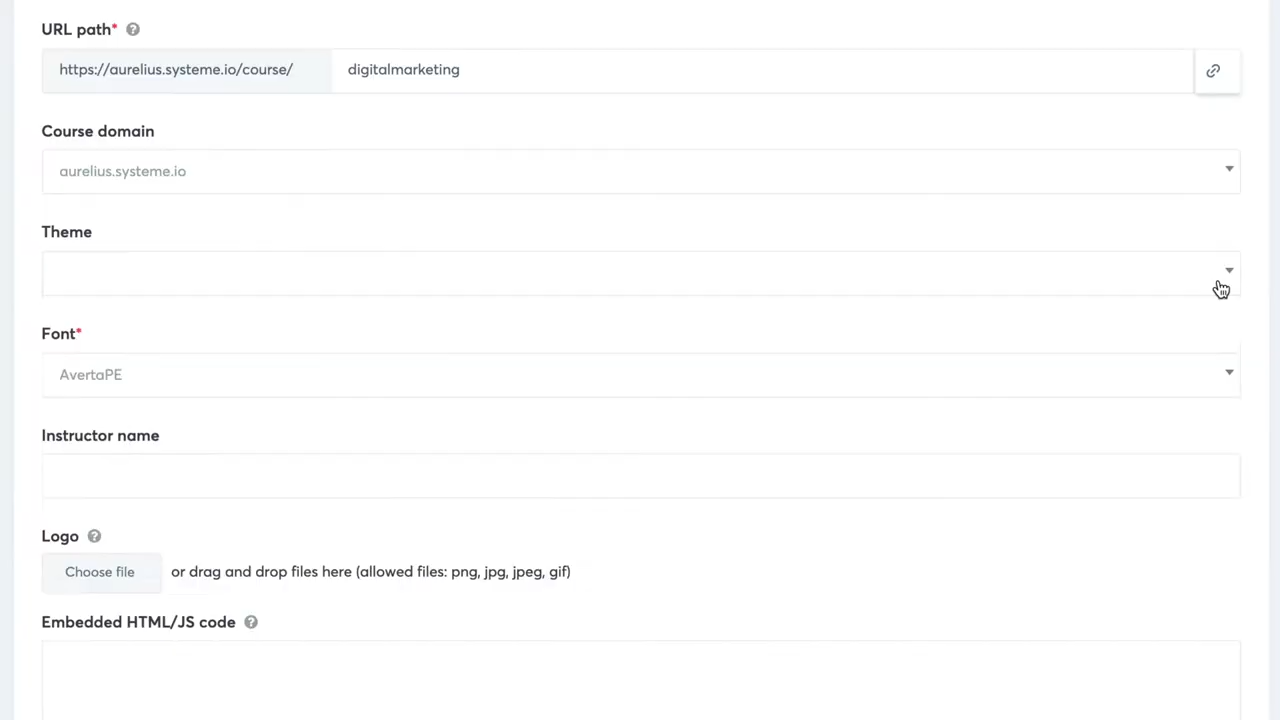 URL path*
https://aurelius.systeme.io/course/ digitalmarketing
Course domain
aurelius.systeme.io
Theme
Font*
AvertaPE
Instructor name
Logo
Choose file or drag and drop files here (allowed files: png, jpg, jpeg, gif)
Embedded HTML/JS code